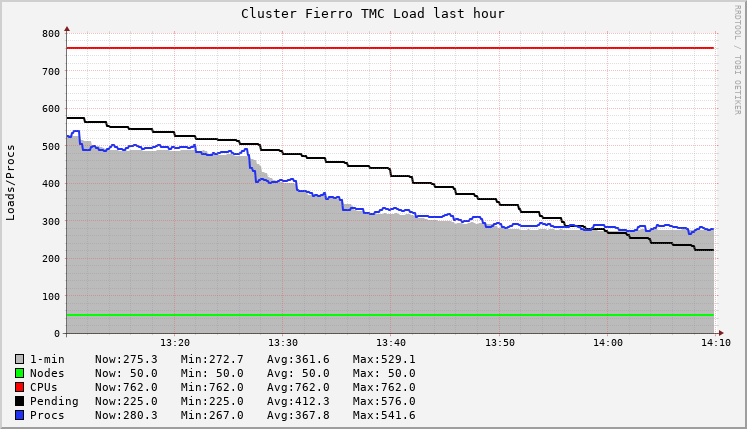 Cluster Fierro TMC Load last hour
RRDTOOL / TOBI OETIKER
Loads/Procs
800
700
600
500
400
300
200
100
0
13:20 13:30 13:40 13:50 14:00 14:10
1-min Now:275.3 Min:272.7 Avg:361.6 Max:529.1
Nodes Now: 50.0 Min: 50.0 Avg: 50.0 Max: 50.0
CPUs Now:762.0 Min:762.0 Avg:762.0 Max:762.0
Pending Now:225.0 Min:225.0 Avg:412.3 Max:576.0
Procs Now:280.3 Min:267.0 Avg:367.8 Max:541.6